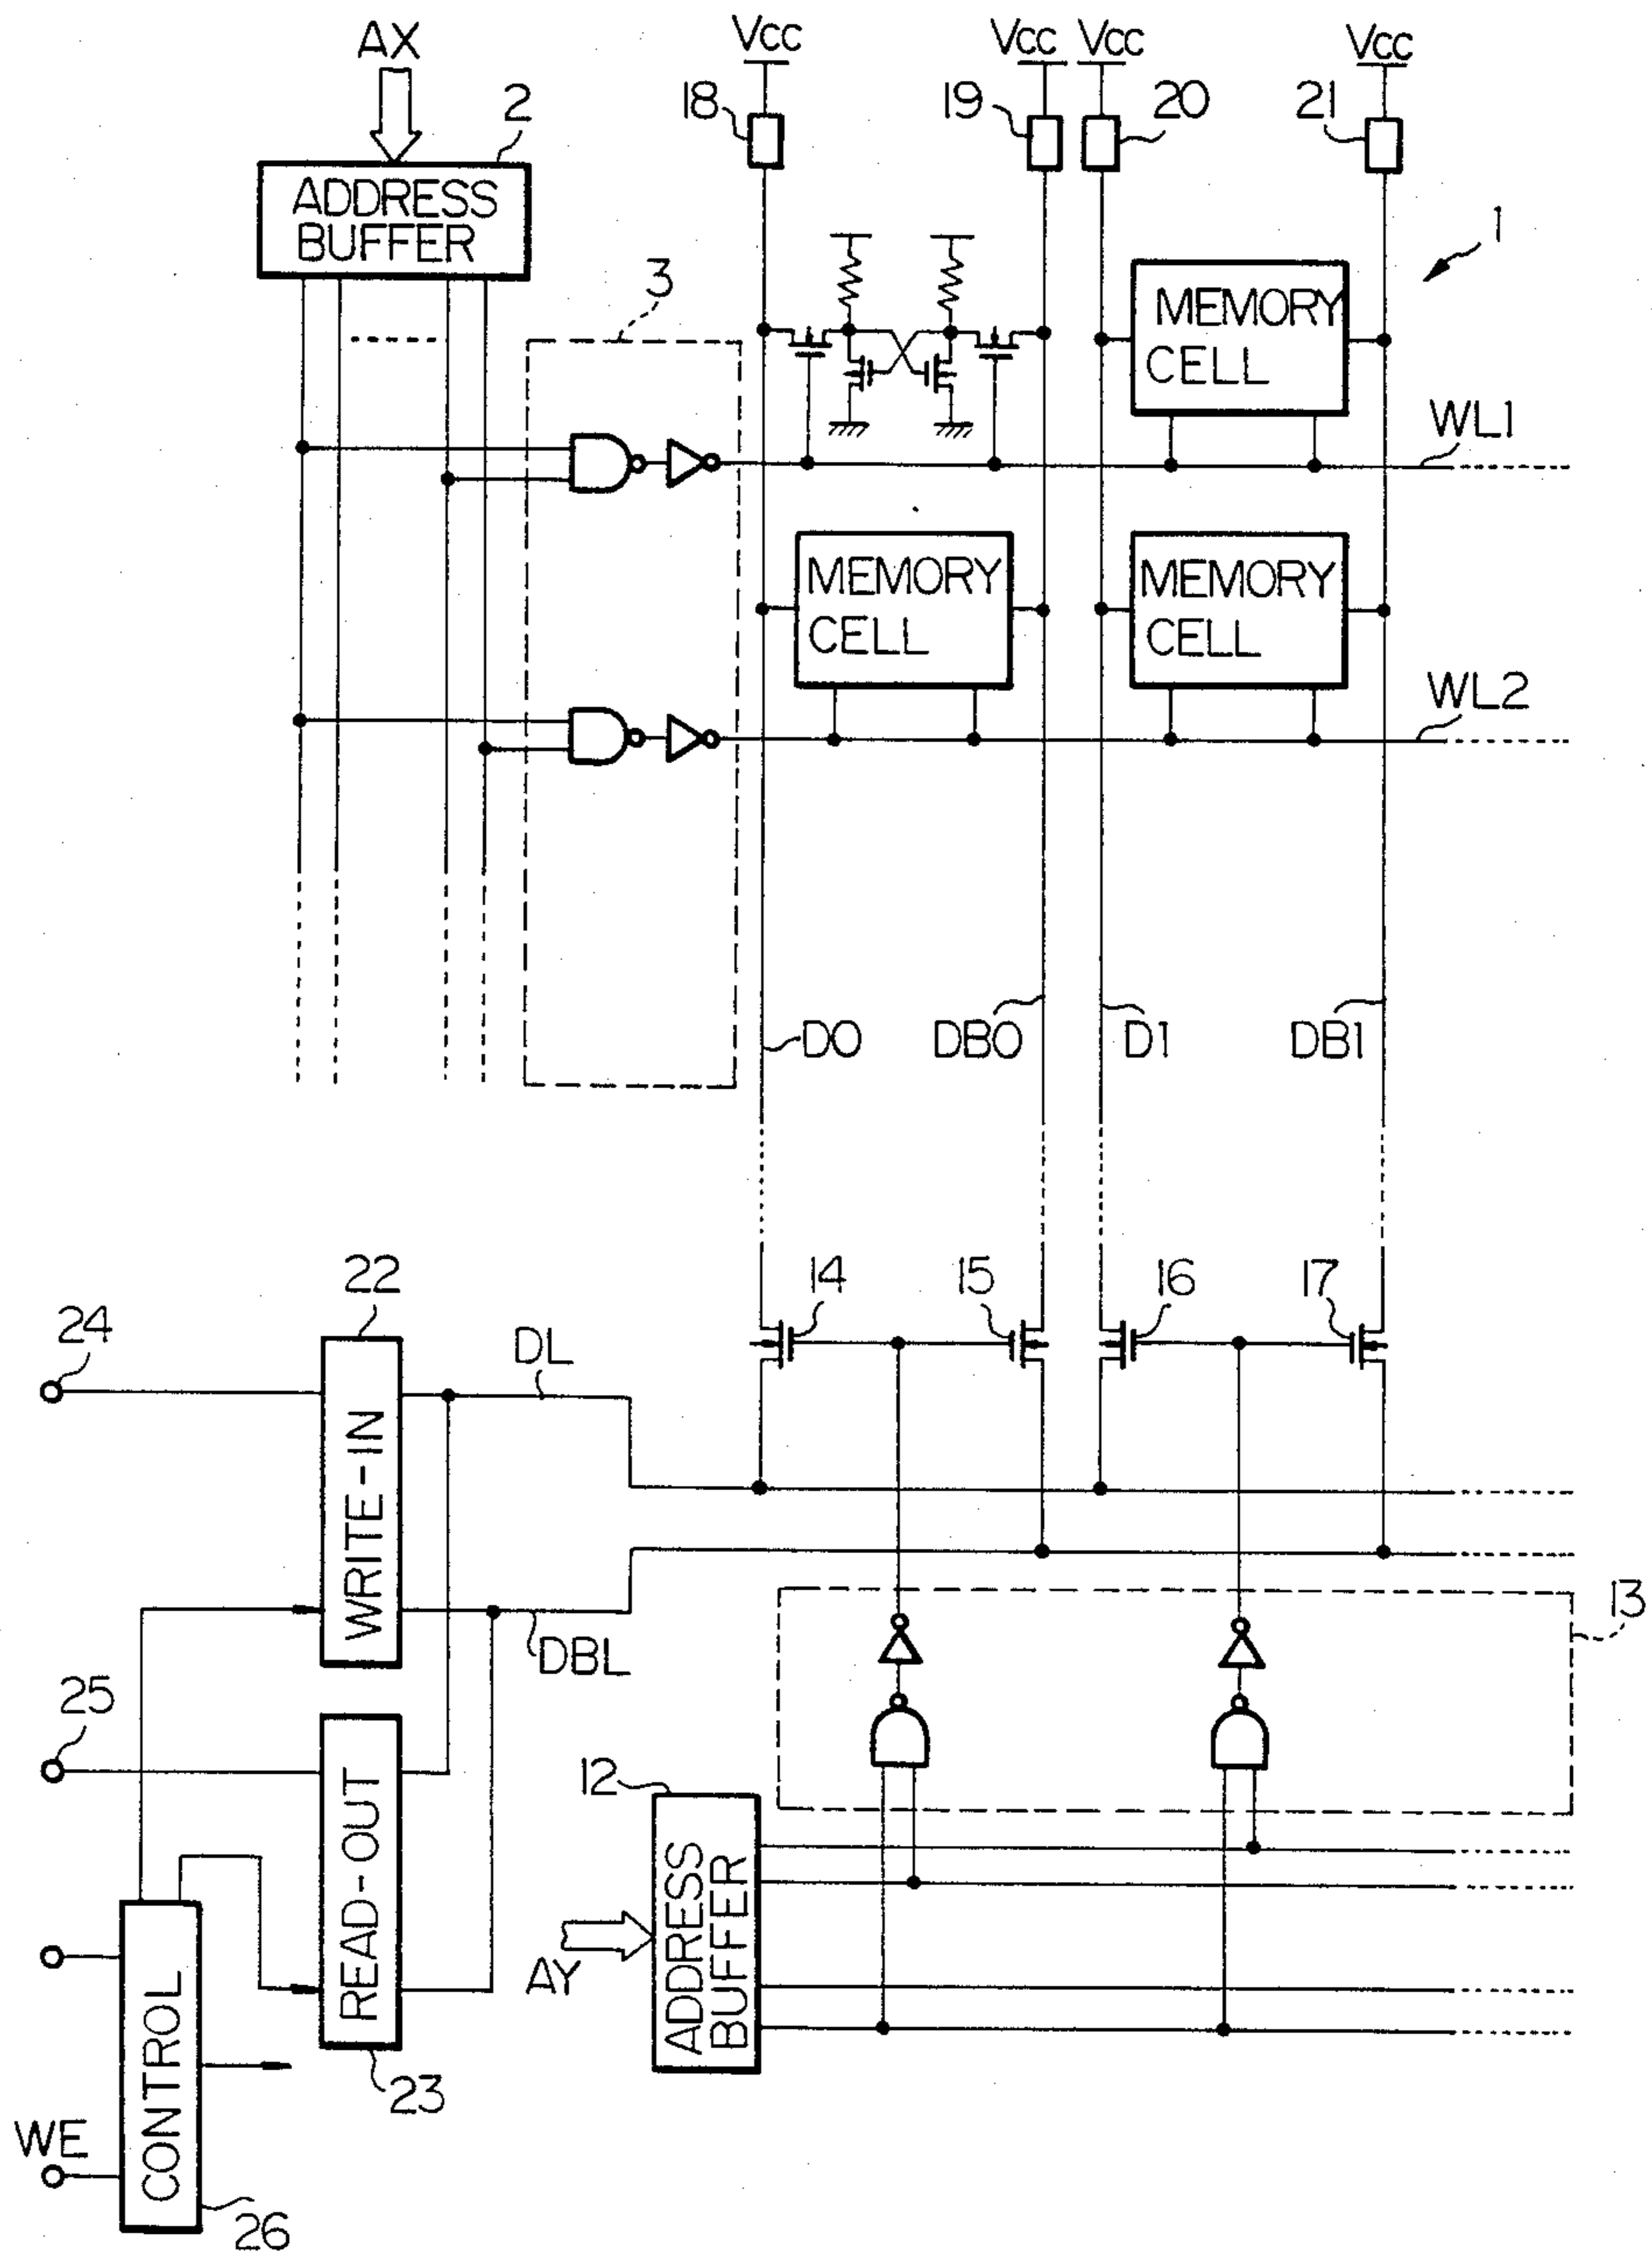 AX
Vcc
Vcc
Vcc
Vcc
2
18
19
20
21
ADDRESS
BUFFER
1
3
MEMORY
CELL
WL1
MEMORY
CELL
MEMORY
CELL
WL2
D0
DB0
D1
DB1
22
14
15
16
17
24
DL
WRITE-IN
13
DBL
25
12
READ-OUT
ADDRESS
BUFFER
AY
CONTROL
23
WE
26